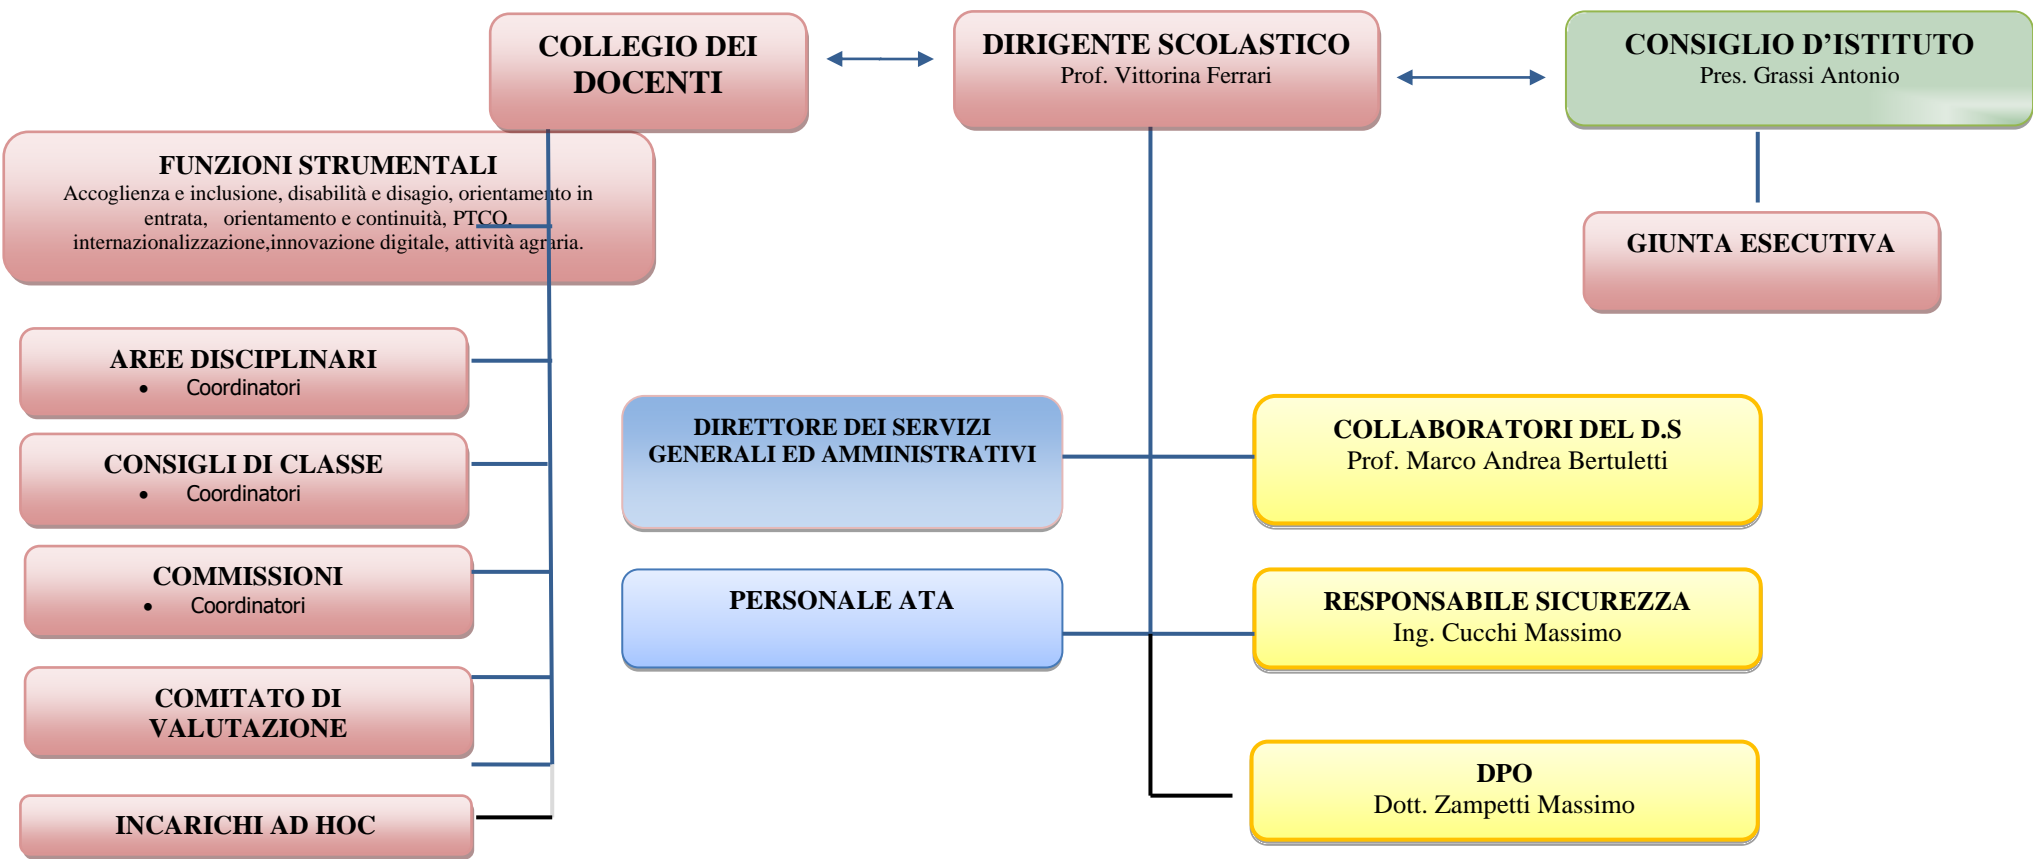 COLLEGIO DEI
DOCENTI
DIRIGENTE SCOLASTICO
Prof. Vittorina Ferrari
CONSIGLIO D’ISTITUTO
Pres. Grassi Antonio
FUNZIONI STRUMENTALI
Accoglienza e inclusione, disabilità e disagio, orientamento in
entrata, orientamento e continuità, PTCO,
internazionalizzazione,innovazione digitale, attività agraria.
GIUNTA ESECUTIVA
AREE DISCIPLINARI
• Coordinatori
CONSIGLI DI CLASSE
• Coordinatori
COMMISSIONI
• Coordinatori
COMITATO DI
VALUTAZIONE
INCARICHI AD HOC
DIRETTORE DEI SERVIZI
GENERALI ED AMMINISTRATIVI
PERSONALE ATA
COLLABORATORI DEL D.S
Prof. Marco Andrea Bertuletti
RESPONSABILE SICUREZZA
Ing. Cucchi Massimo
DPO
Dott. Zampetti Massimo